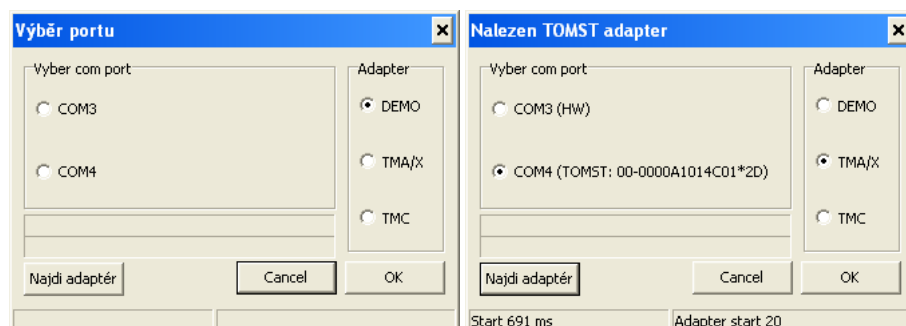 Výběr portu
Vyber com port
Adapter
COM3
DEMO
COM4
TMA/X
TMC
Najdi adaptér
Cancel
OK
Nalezen TOMST adapter
Vyber com port
Adapter
COM3 (HW)
DEMO
COM4 (TOMST: 00-0000A1014C01*2D)
TMA/X
TMC
Najdi adaptér
Cancel
OK
Start 691 ms
Adapter start 20